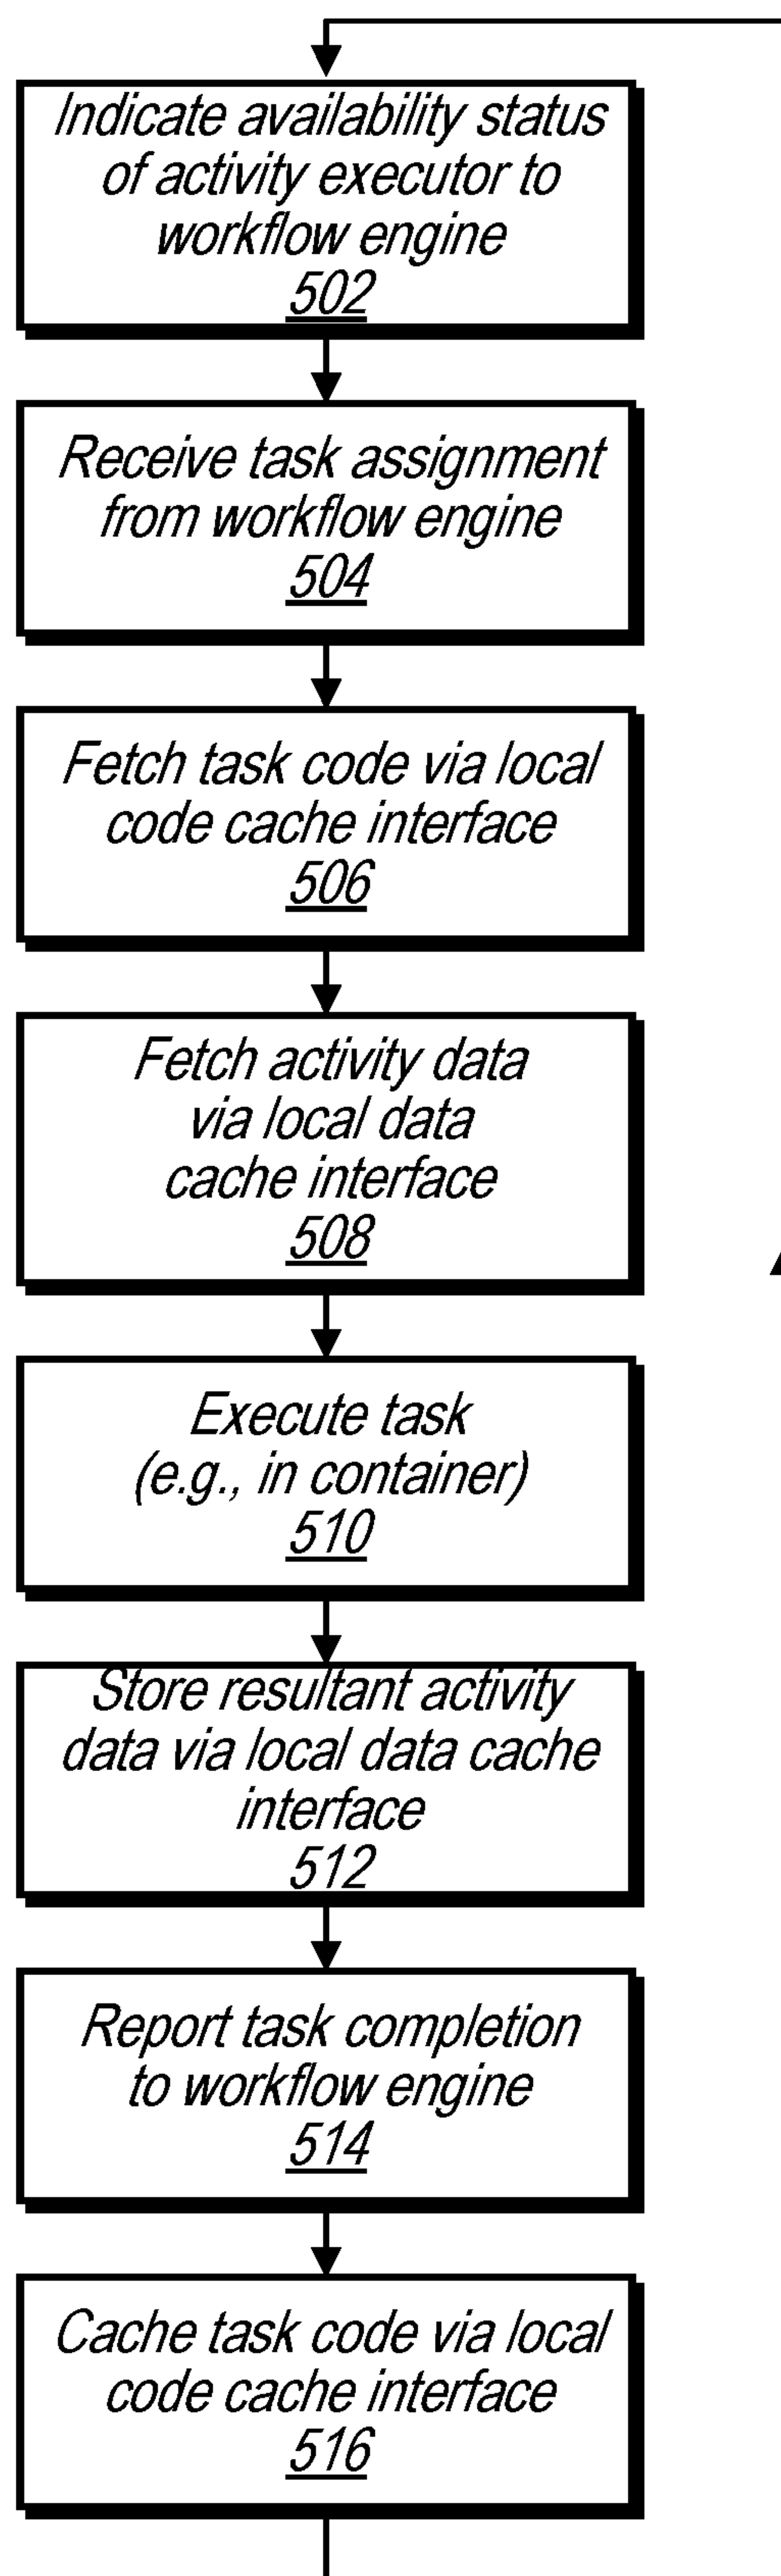 Indicate availability status
of activity executor to
workflow engine
502
Receive task assignment
from workflow engine
504
Fetch task code via local
code cache interface
506
Fetch activity data
via local data
cache interface
508
Execute task
(e.g., in container)
510
Store resultant activity
data via local data cache
interface
512
Report task completion
to workflow engine
514
Cache task code via local
code cache interface
516